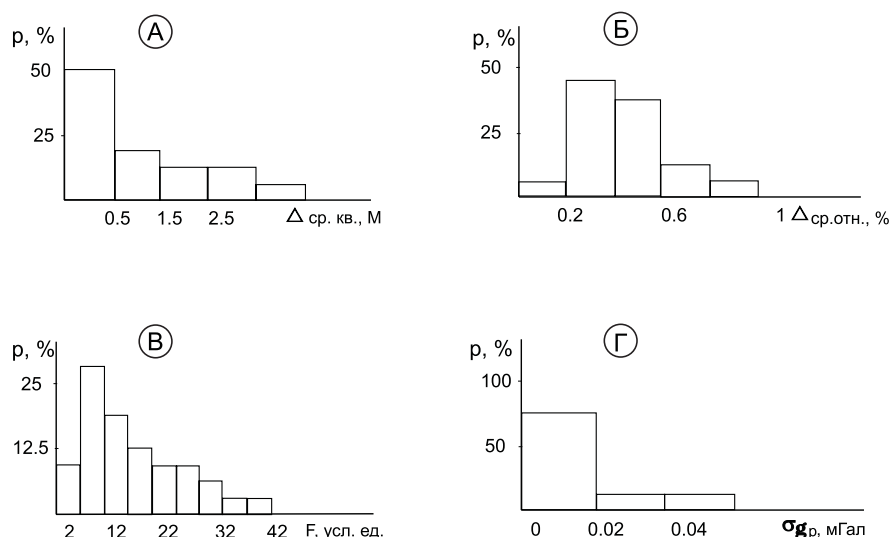 А
р, %
50
25
0.5 1.5 2.5 Δ ср. кв., М
Б
р, %
50
25
0.2 0.6 1 Δ ср.отн., %
В
р, %
25
12.5
2 12 22 32 42 F, усл. ед.
Г
р, %
100
50
0 0.02 0.04 σgp, мГал